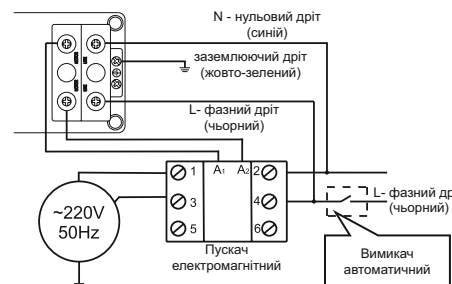 N - нульовий дріт
(синій)
заземлюючий дріт
(жовто-зелений)
L- фазний дріт
(чорний)
1 A1 A2 2
3 4
5 6
L- фазний др
(чорний)
~220V
50Hz
Пускач
електромагнітний
Вимикач
автоматичний